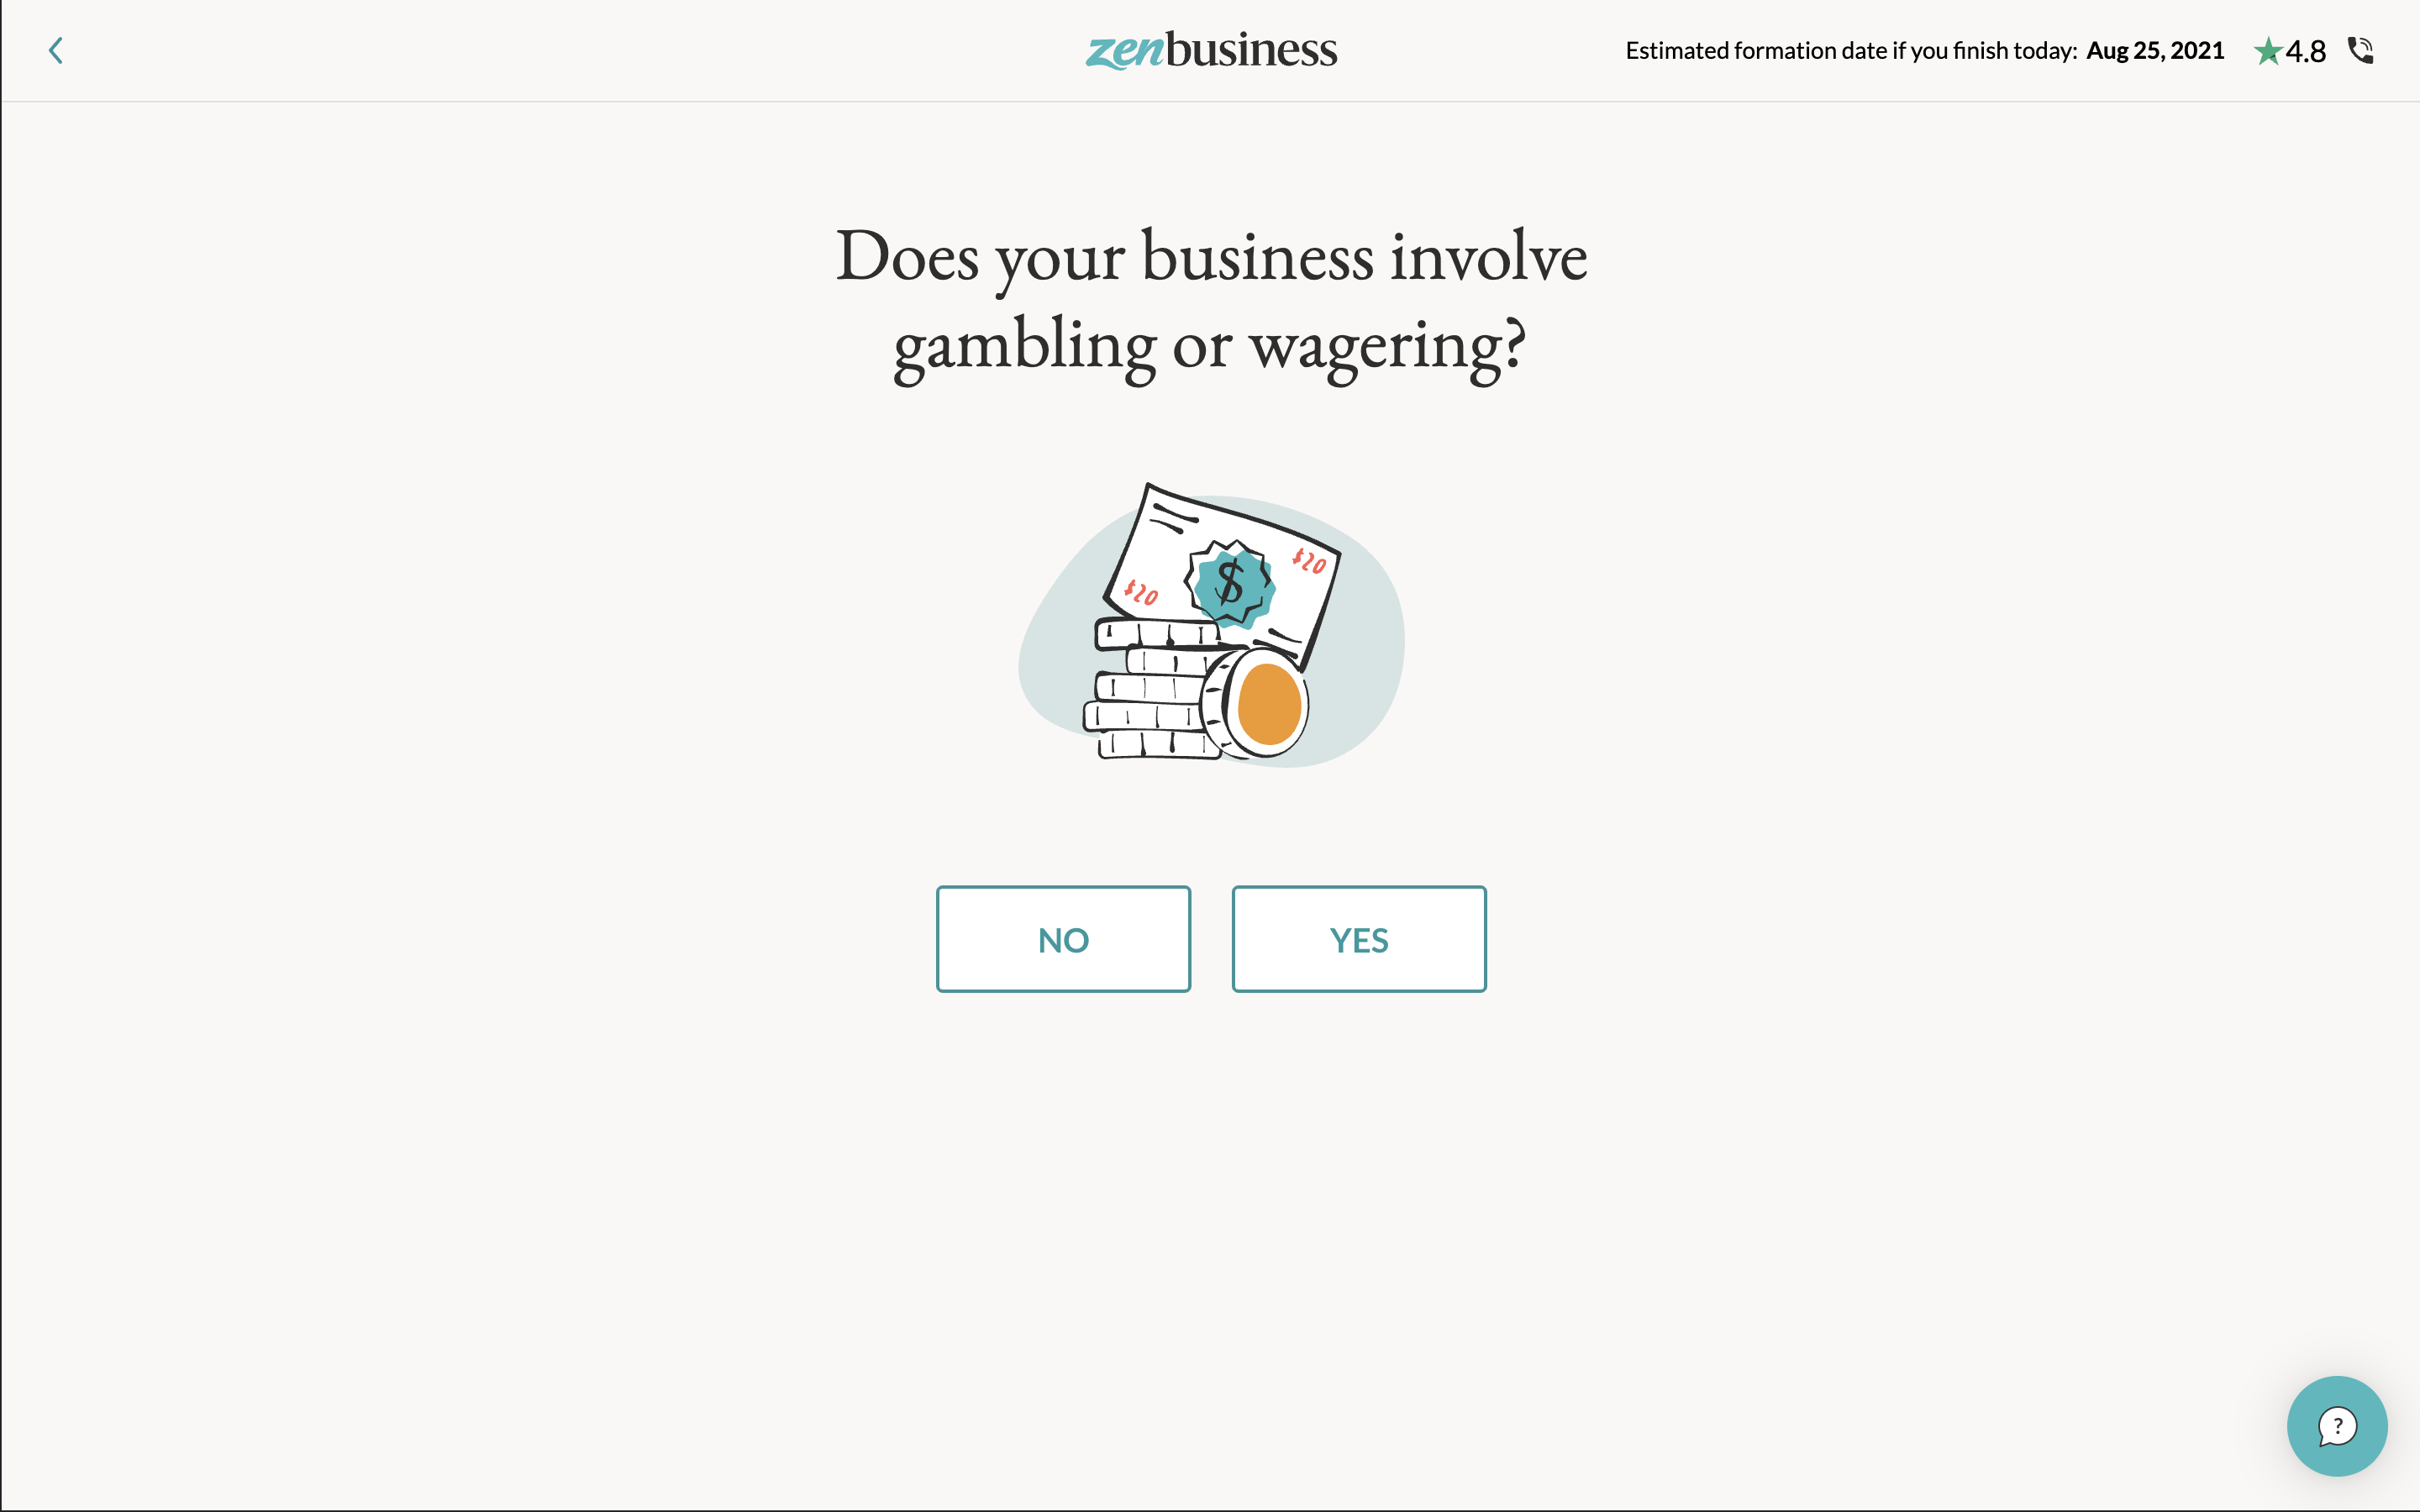 zenbusiness
Estimated formation date if you finish today: Aug 25, 2021
4.8
Does your business involve
gambling or wagering?
$20
$
$20
NO
YES
?